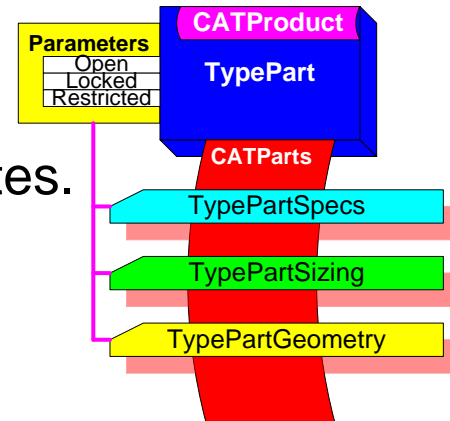 CATProduct
Parameters
Open
Locked
Restricted
TypePart
CATParts
tes.
TypePartSpecs
TypePartSizing
TypePartGeometry